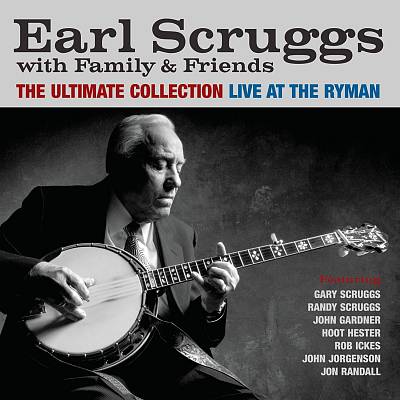 Earl Scruggs
with Family & Friends
THE ULTIMATE COLLECTION LIVE AT THE RYMAN
Featuring
GARY SCRUGGS
RANDY SCRUGGS
JOHN GARDNER
HOOT HESTER
ROB ICKES
JOHN JORGENSON
JON RANDALL